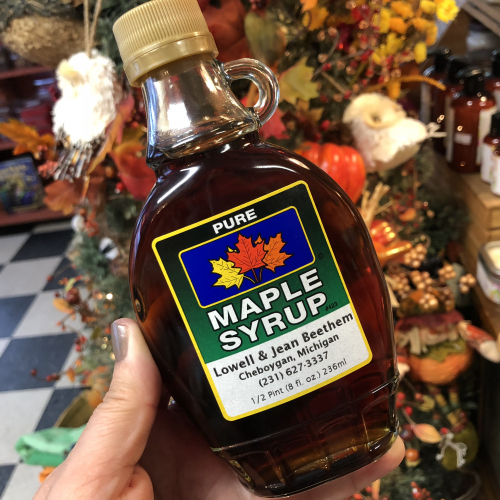 PURE
MAPLE
SYRUP
Lowell & Jean Beethem
Cheboygan, Michigan
(231) 627-3337
1/2 Pint (8 fl. oz.) 236ml